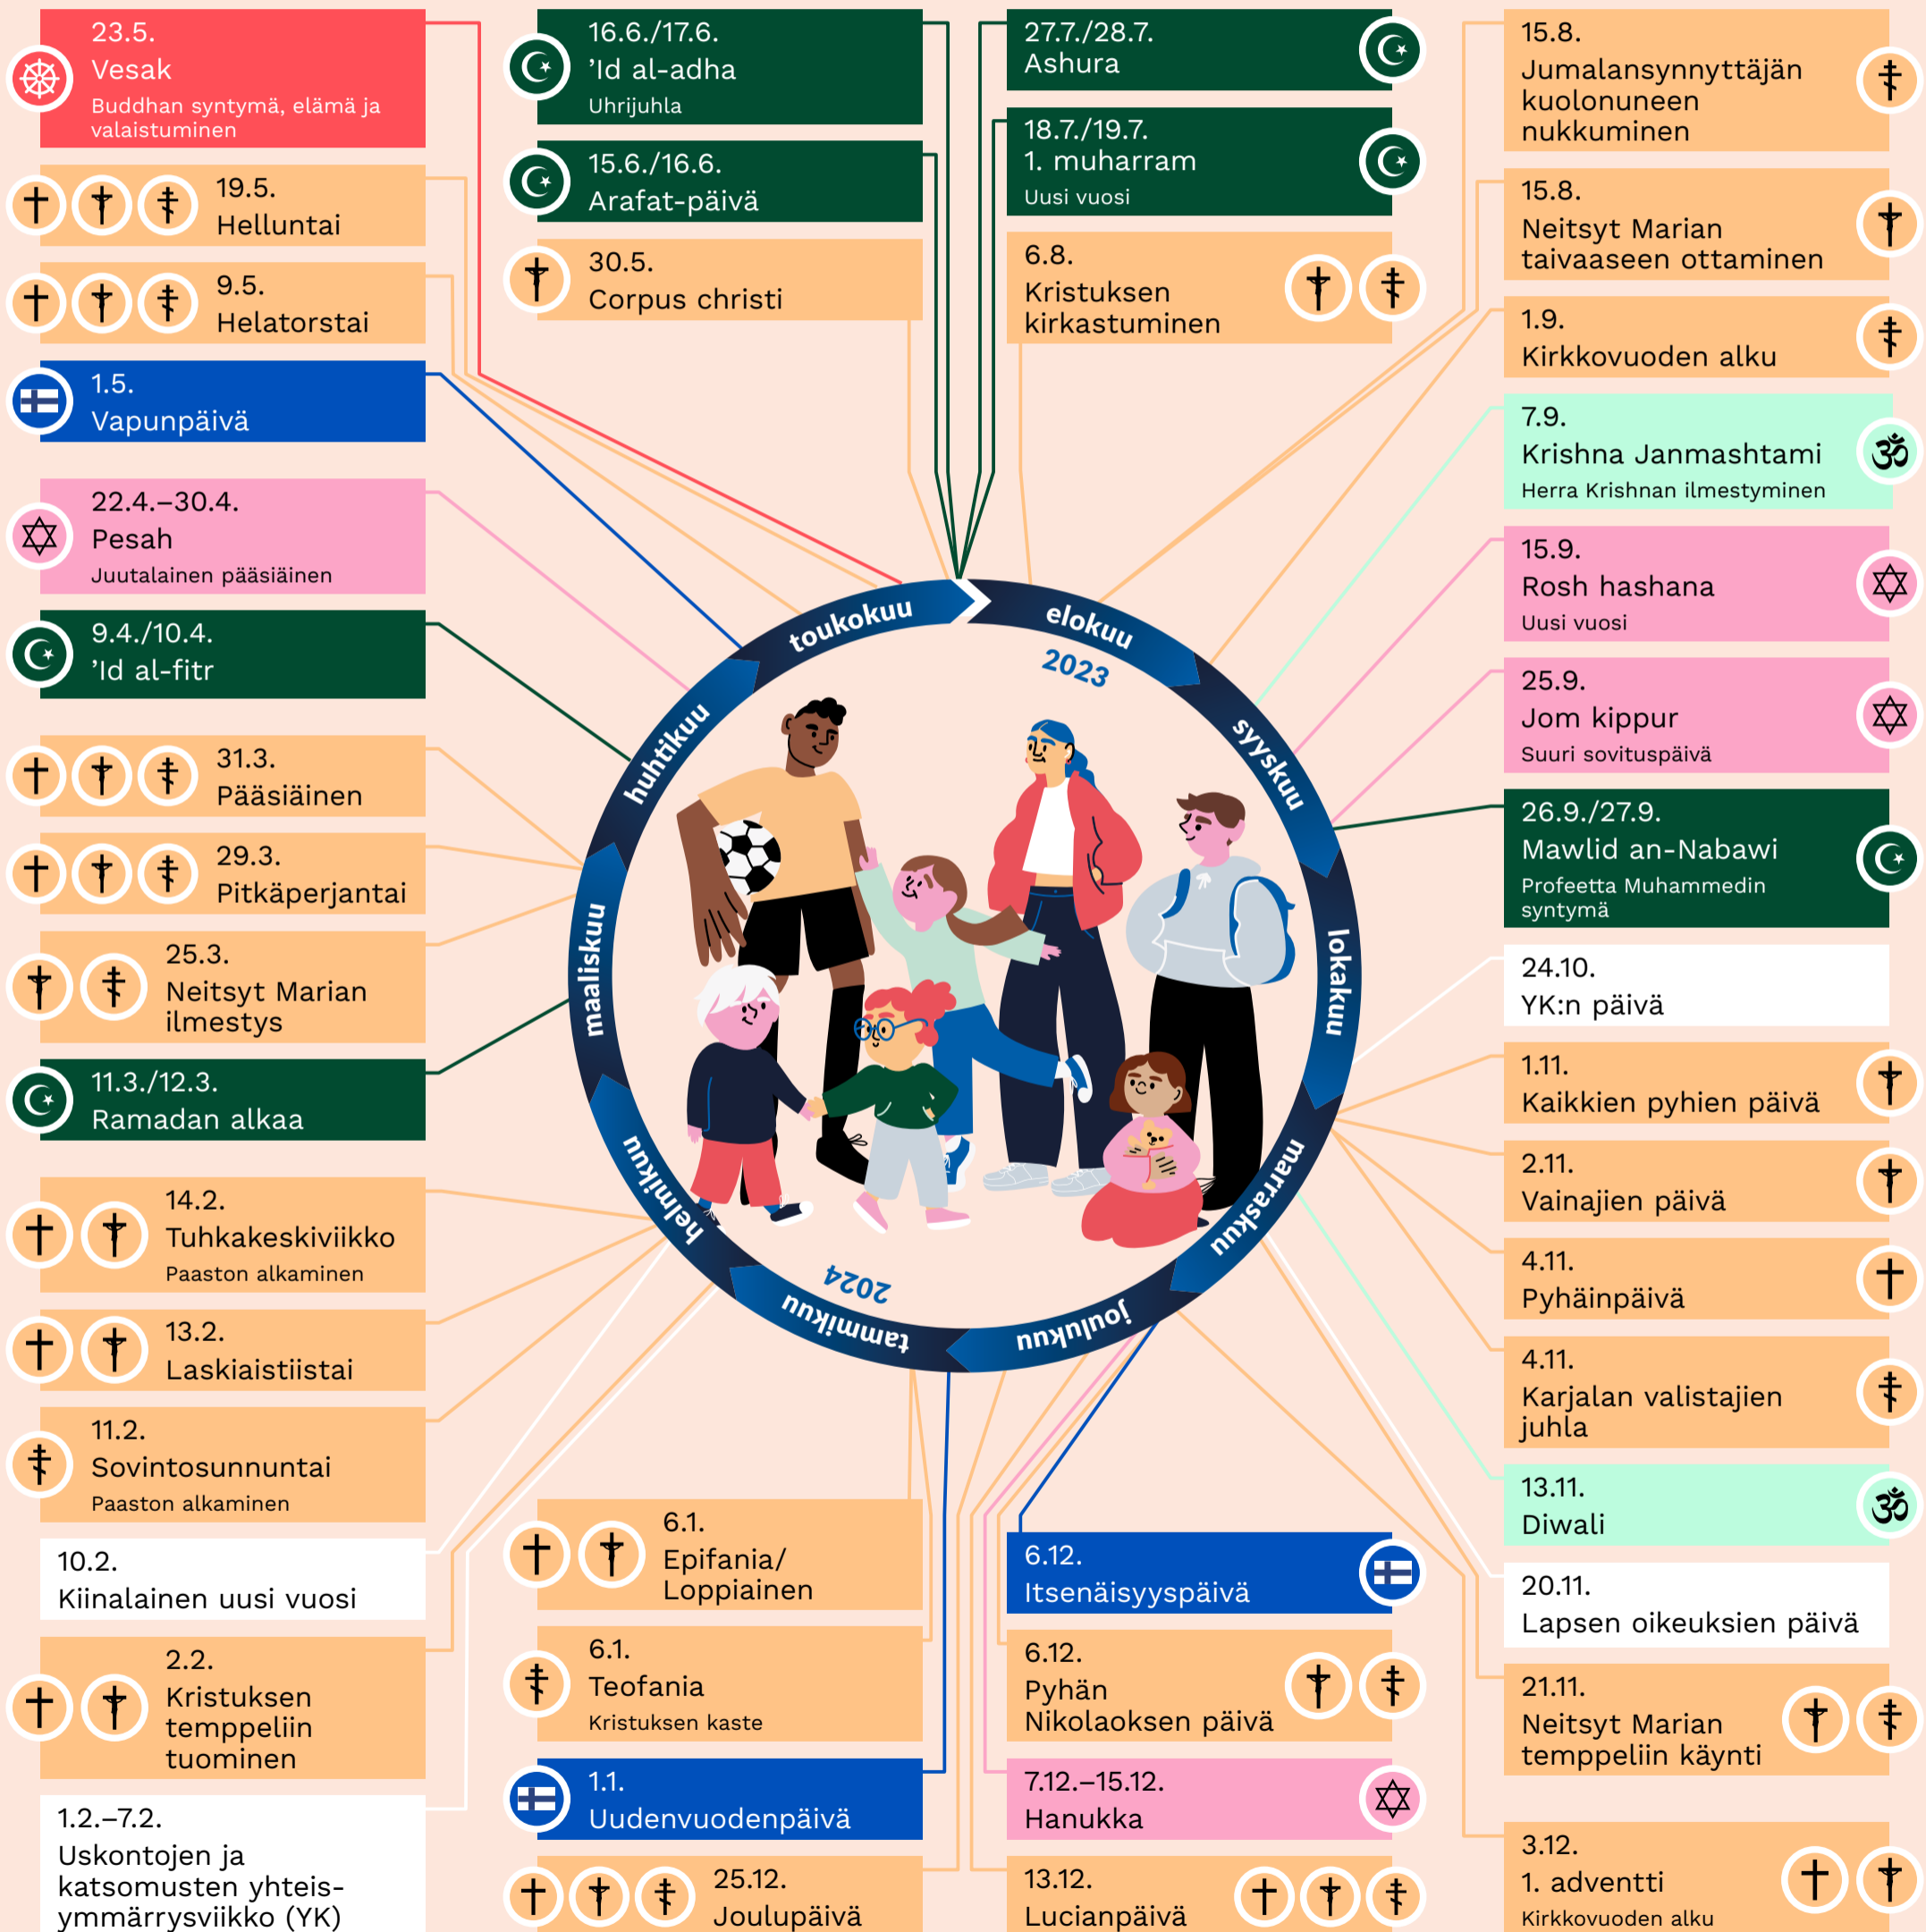 23.5.
Vesak
Buddhan syntymä, elämä ja
valaistuminen
19.5.
Helluntai
9.5.
Helatorstai
1.5.
Vapunpäivä
22.4.–30.4.
Pesah
Juutalainen pääsiäinen
9.4./10.4.
’Id al-fitr
31.3.
Pääsiäinen
29.3.
Pitkäperjantai
25.3.
Neitsyt Marian
ilmestys
11.3./12.3.
Ramadan alkaa
14.2.
Tuhkakeskiviikko
Paaston alkaminen
13.2.
Laskiaistiistai
11.2.
Sovintosunnuntai
Paaston alkaminen
10.2.
Kiinalainen uusi vuosi
2.2.
Kristuksen
temppeliin
tuominen
1.2.–7.2.
Uskontojen ja
katsomusten yhteis-
ymmärrysviikko (YK)
16.6./17.6.
’Id al-adha
Uhrijuhla
15.6./16.6.
Arafat-päivä
30.5.
Corpus christi
27.7./28.7.
Ashura
18.7./19.7.
1. muharram
Uusi vuosi
6.8.
Kristuksen
kirkastuminen
toukokuu
elokuu
2023
huhtikuu
syyskuu
maaliskuu
lokakuu
helmikuu
marraskuu
2024
tammikuu
joulukuu
6.1.
Epifania/
Loppiainen
6.1.
Teofania
Kristuksen kaste
1.1.
Uudenvuodenpäivä
25.12.
Joulupäivä
6.12.
Itsenäisyyspäivä
6.12.
Pyhän
Nikolaoksen päivä
7.12.–15.12.
Hanukka
13.12.
Lucianpäivä
15.8.
Jumalansynnyttäjän
kuolonuneen
nukkuminen
15.8.
Neitsyt Marian
taivaaseen ottaminen
1.9.
Kirkkovuoden alku
7.9.
Krishna Janmashtami
Herra Krishnan ilmestyminen
ॐ
15.9.
Rosh hashana
Uusi vuosi
25.9.
Jom kippur
Suuri sovituspäivä
26.9./27.9.
Mawlid an-Nabawi
Profeetta Muhammedin
syntymä
24.10.
YK:n päivä
1.11.
Kaikkien pyhien päivä
2.11.
Vainajien päivä
4.11.
Pyhäinpäivä
4.11.
Karjalan valistajien
juhla
13.11.
Diwali
ॐ
20.11.
Lapsen oikeuksien päivä
21.11.
Neitsyt Marian
temppeliin käynti
3.12.
1. adventti
Kirkkovuoden alku